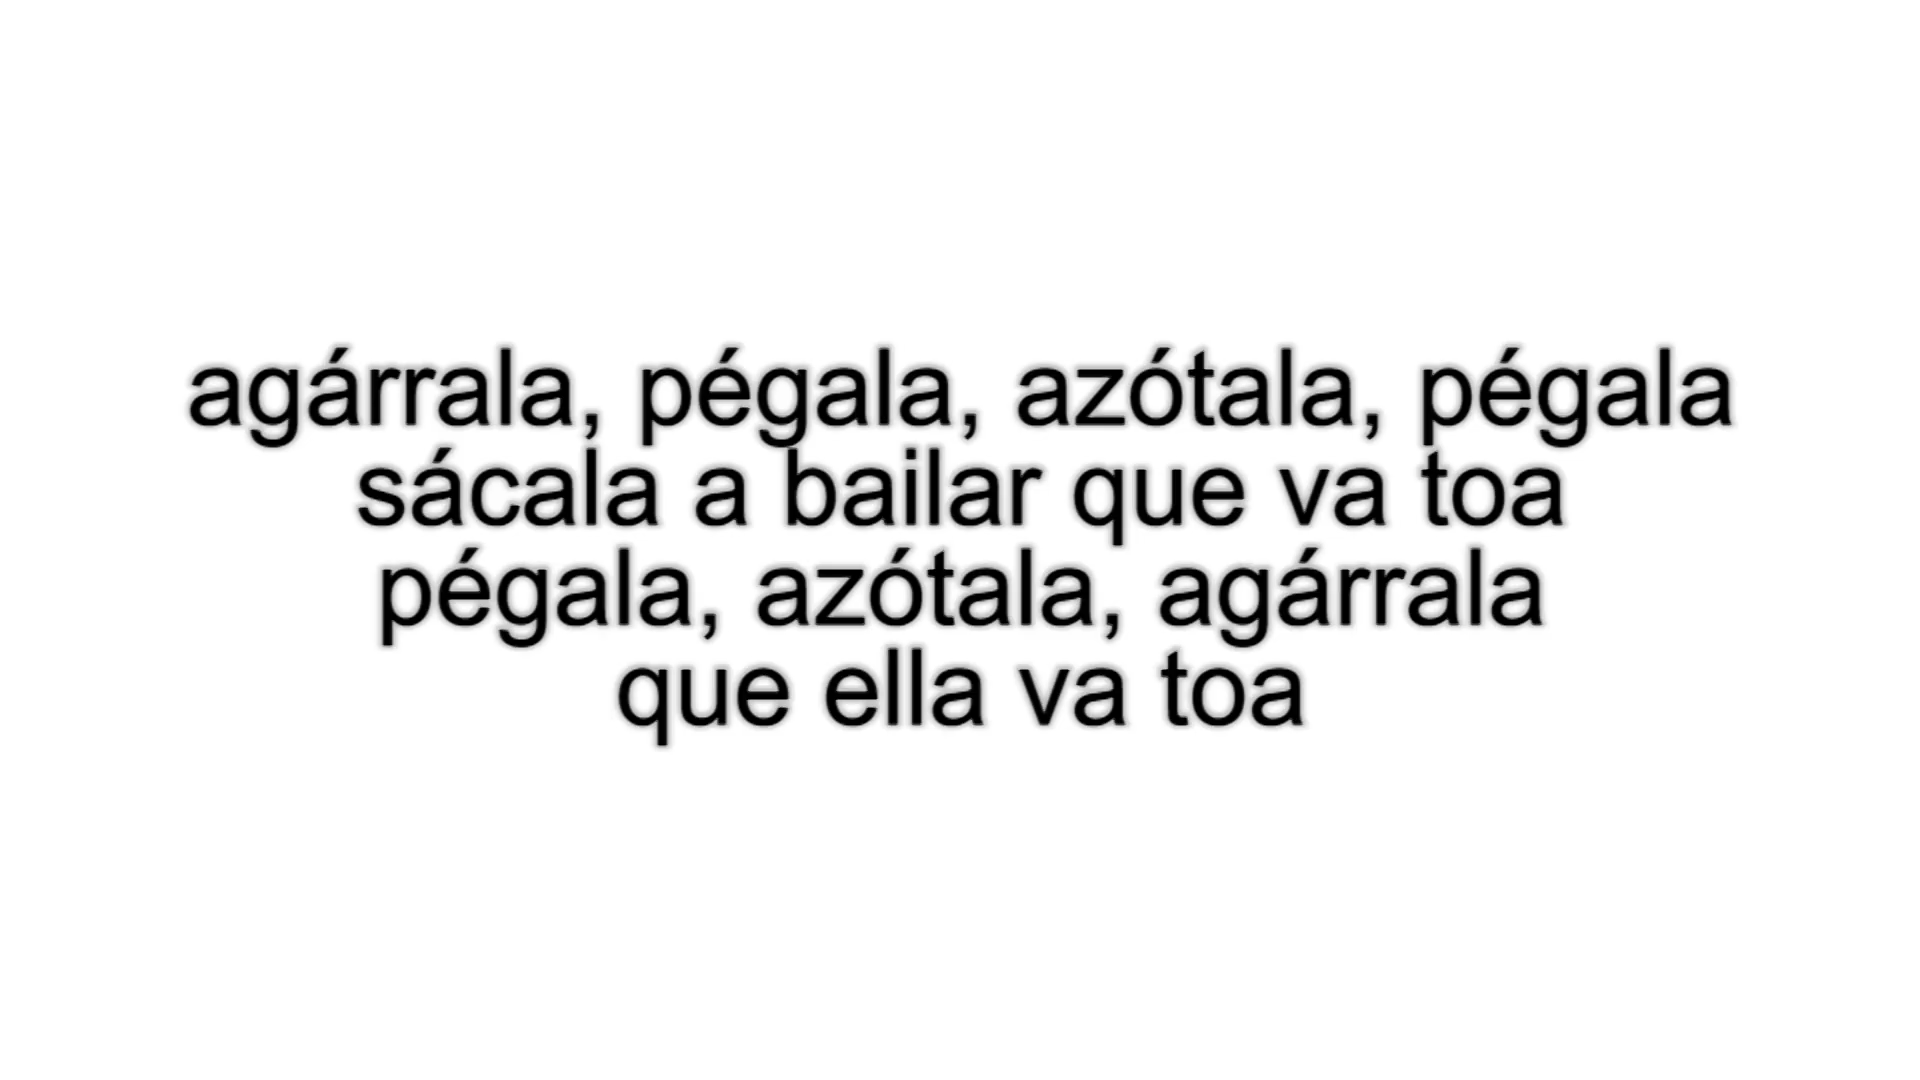 agárrala, pégala, azótala, pégala
sácala a bailar que va toa
pégala, azótala, agárrala
que ella va toa